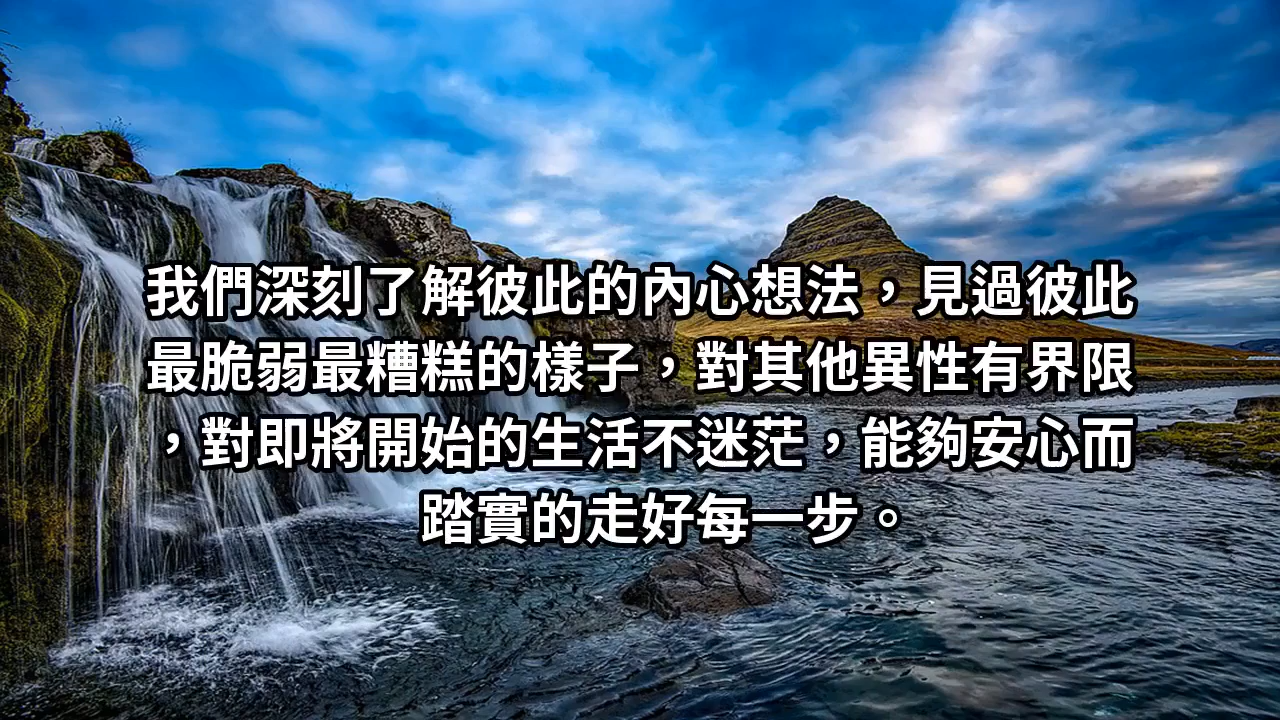 我們深刻了解彼此的內心想法，見過彼此
最脆弱最糟糕的樣子，對其他異性有界限
，對即將開始的生活不迷茫，能夠安心而
踏實的走好每一步。